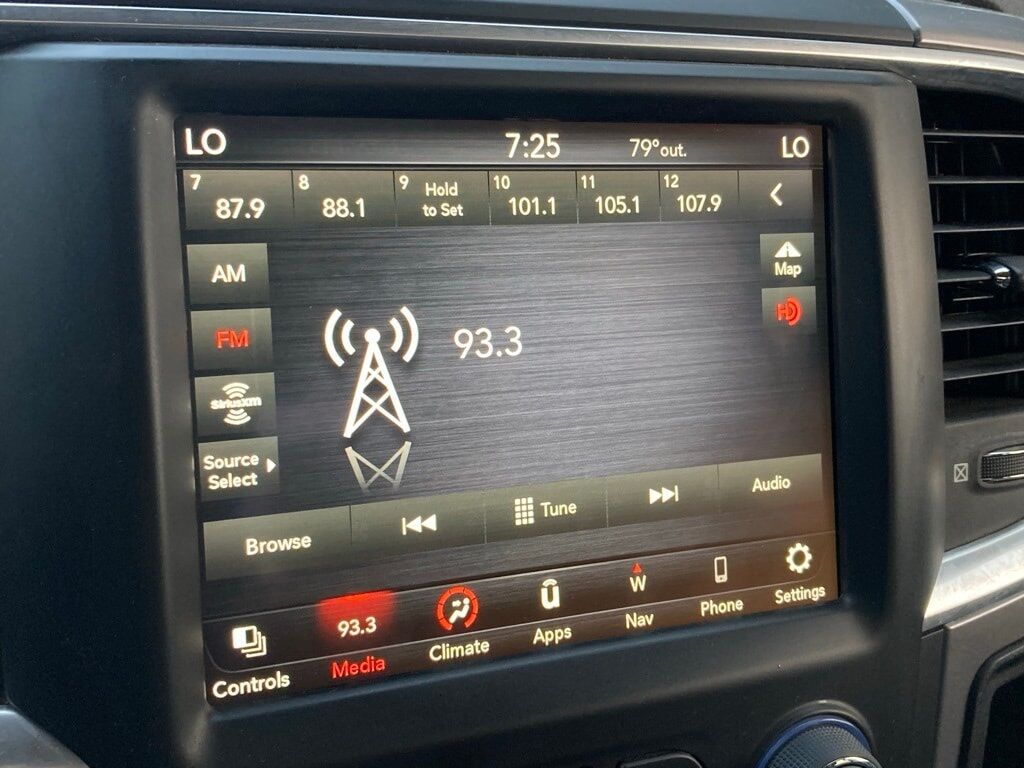 LO 7:25 79°out. LO
7 87.9 8 88.1 9 Hold to Set 10 101.1 11 105.1 12 107.9
AM
Map
FM
HD
93.3
SiriusXM
Source
Select
Browse Tune Audio
93.3 W
Controls Media Climate Apps Nav Phone Settings